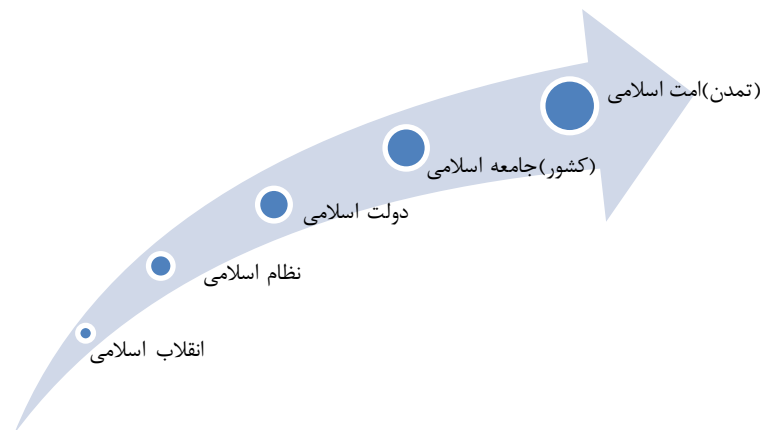 (تمدن)امت اسلامی
(کشور)جامعه اسلامی
دولت اسلامی
نظام اسلامی
انقلاب اسلامی